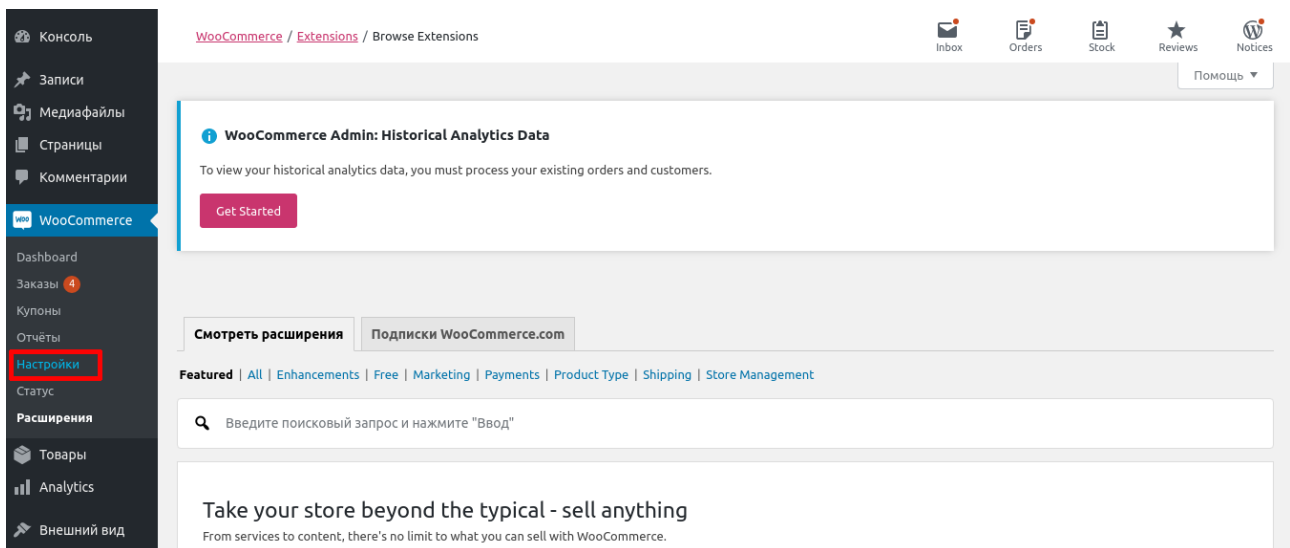 Консоль
Записи
Медиафайлы
Страницы
Комментарии
woo WooCommerce
Dashboard
Заказы 4
Купоны
Отчёты
Настройки
Статус
Расширения
Товары
Analytics
Внешний вид
WooCommerce / Extensions / Browse Extensions
Inbox
Orders
Stock
Reviews
Notices
Помощь
WooCommerce Admin: Historical Analytics Data
To view your historical analytics data, you must process your existing orders and customers.
Get Started
Смотреть расширения
Подписки WooCommerce.com
Featured | All | Enhancements | Free | Marketing | Payments | Product Type | Shipping | Store Management
Введите поисковый запрос и нажмите "Ввод"
Take your store beyond the typical - sell anything
From services to content, there's no limit to what you can sell with WooCommerce.